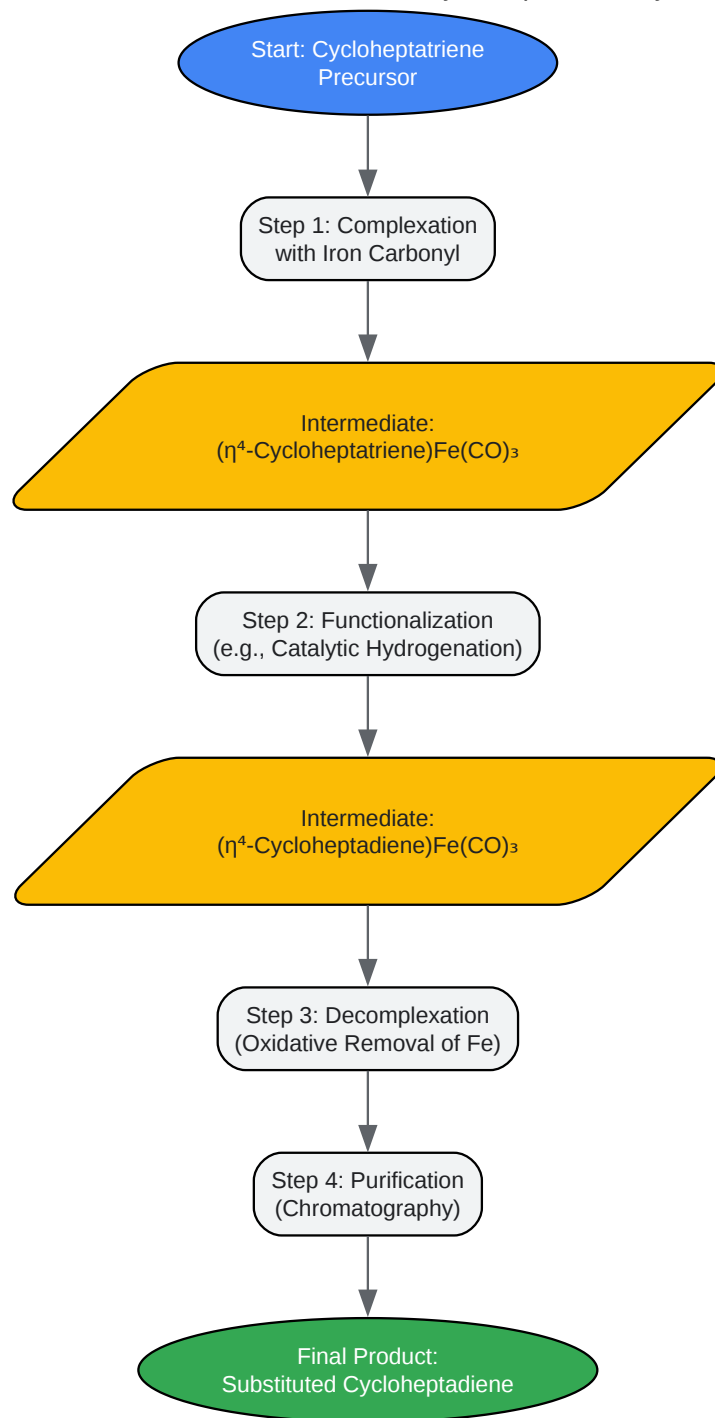 Start: Cycloheptatriene
Precursor
Step 1: Complexation
with Iron Carbonyl
Intermediate:
(η⁴-Cycloheptatriene)Fe(CO)₃
Step 2: Functionalization
(e.g., Catalytic Hydrogenation)
Intermediate:
(η⁴-Cycloheptadiene)Fe(CO)₃
Step 3: Decomplexation
(Oxidative Removal of Fe)
Step 4: Purification
(Chromatography)
Final Product:
Substituted Cycloheptadiene